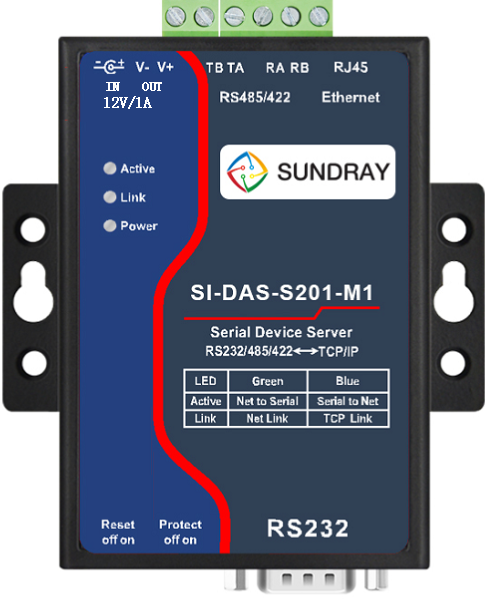 V- V+ TB TA RA RB RJ45
IN OUT
12V/1A
RS485/422 Ethernet
Active
Link
Power
SUNDRAY
SI-DAS-S201-M1
Serial Device Server
RS232/485/422↔TCP/IP
LED Green Blue
Active Net to Serial Serial to Net
Link Net Link TCP Link
Reset Protect
off on off on
RS232